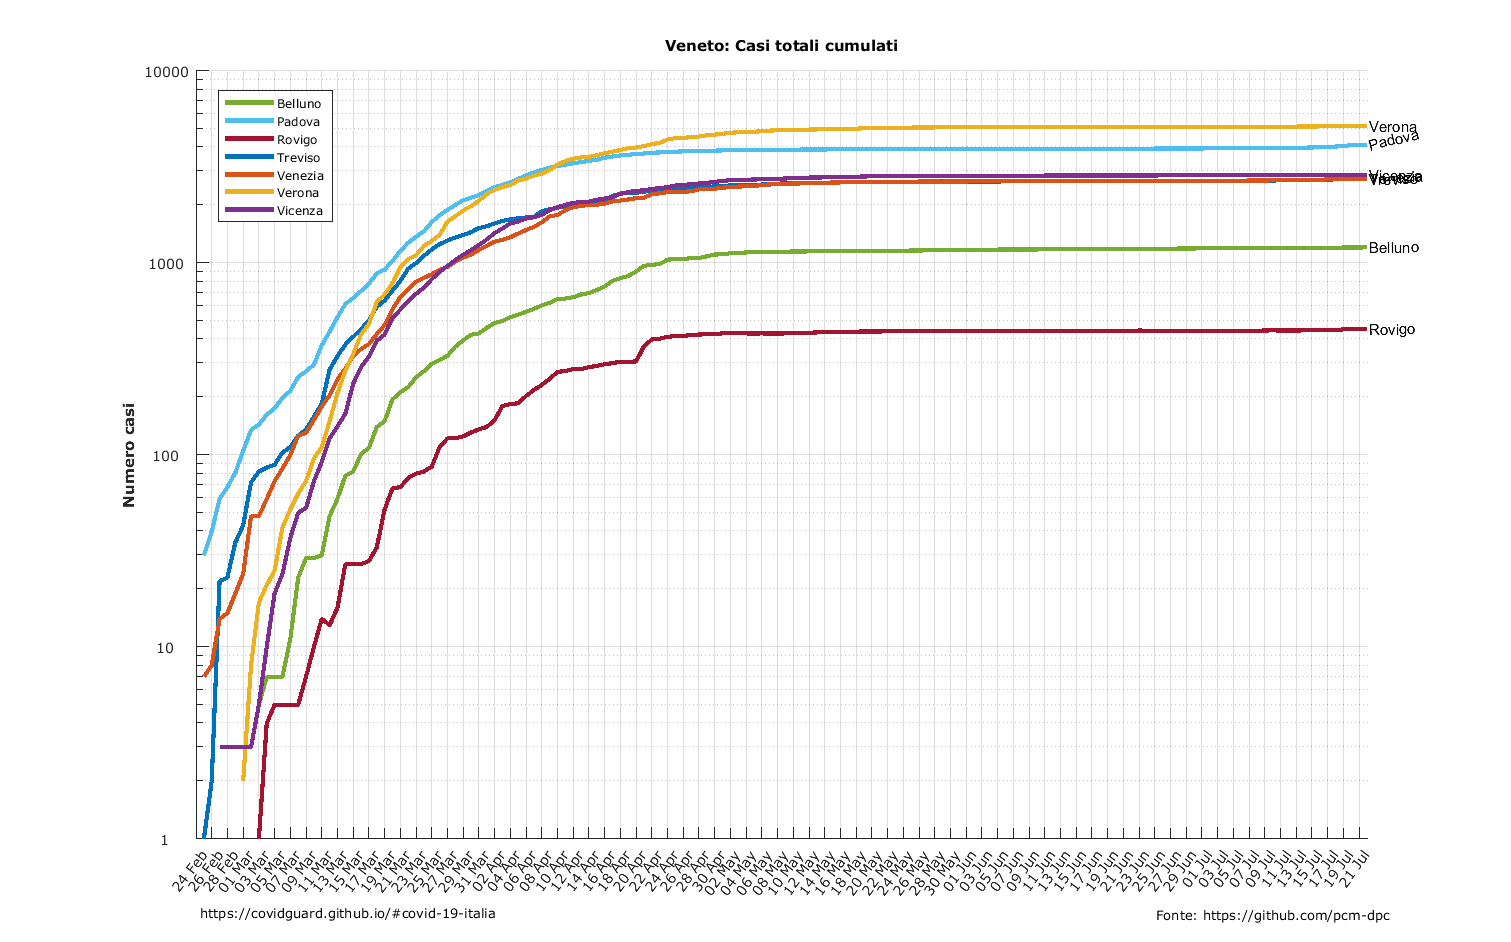 Veneto: Casi totali cumulati
10000
1000
100
10
1
Numero casi
Belluno
Padova
Rovigo
Treviso
Venezia
Verona
Vicenza
Verona
Padova
Vicenza
Treviso
Belluno
Rovigo
24 Feb
26 Feb
28 Feb
01 Mar
03 Mar
05 Mar
07 Mar
09 Mar
11 Mar
13 Mar
15 Mar
17 Mar
19 Mar
21 Mar
23 Mar
25 Mar
27 Mar
29 Mar
31 Mar
02 Apr
04 Apr
06 Apr
08 Apr
10 Apr
12 Apr
14 Apr
16 Apr
18 Apr
20 Apr
22 Apr
24 Apr
26 Apr
28 Apr
30 Apr
02 May
04 May
06 May
08 May
10 May
12 May
14 May
16 May
18 May
20 May
22 May
24 May
26 May
28 May
30 May
01 Jun
03 Jun
05 Jun
07 Jun
09 Jun
11 Jun
13 Jun
15 Jun
17 Jun
19 Jun
21 Jun
23 Jun
25 Jun
27 Jun
29 Jun
01 Jul
03 Jul
05 Jul
07 Jul
09 Jul
11 Jul
13 Jul
15 Jul
17 Jul
19 Jul
21 Jul
https://covidguard.github.io/#covid-19-italia
Fonte: https://github.com/pcm-dpc